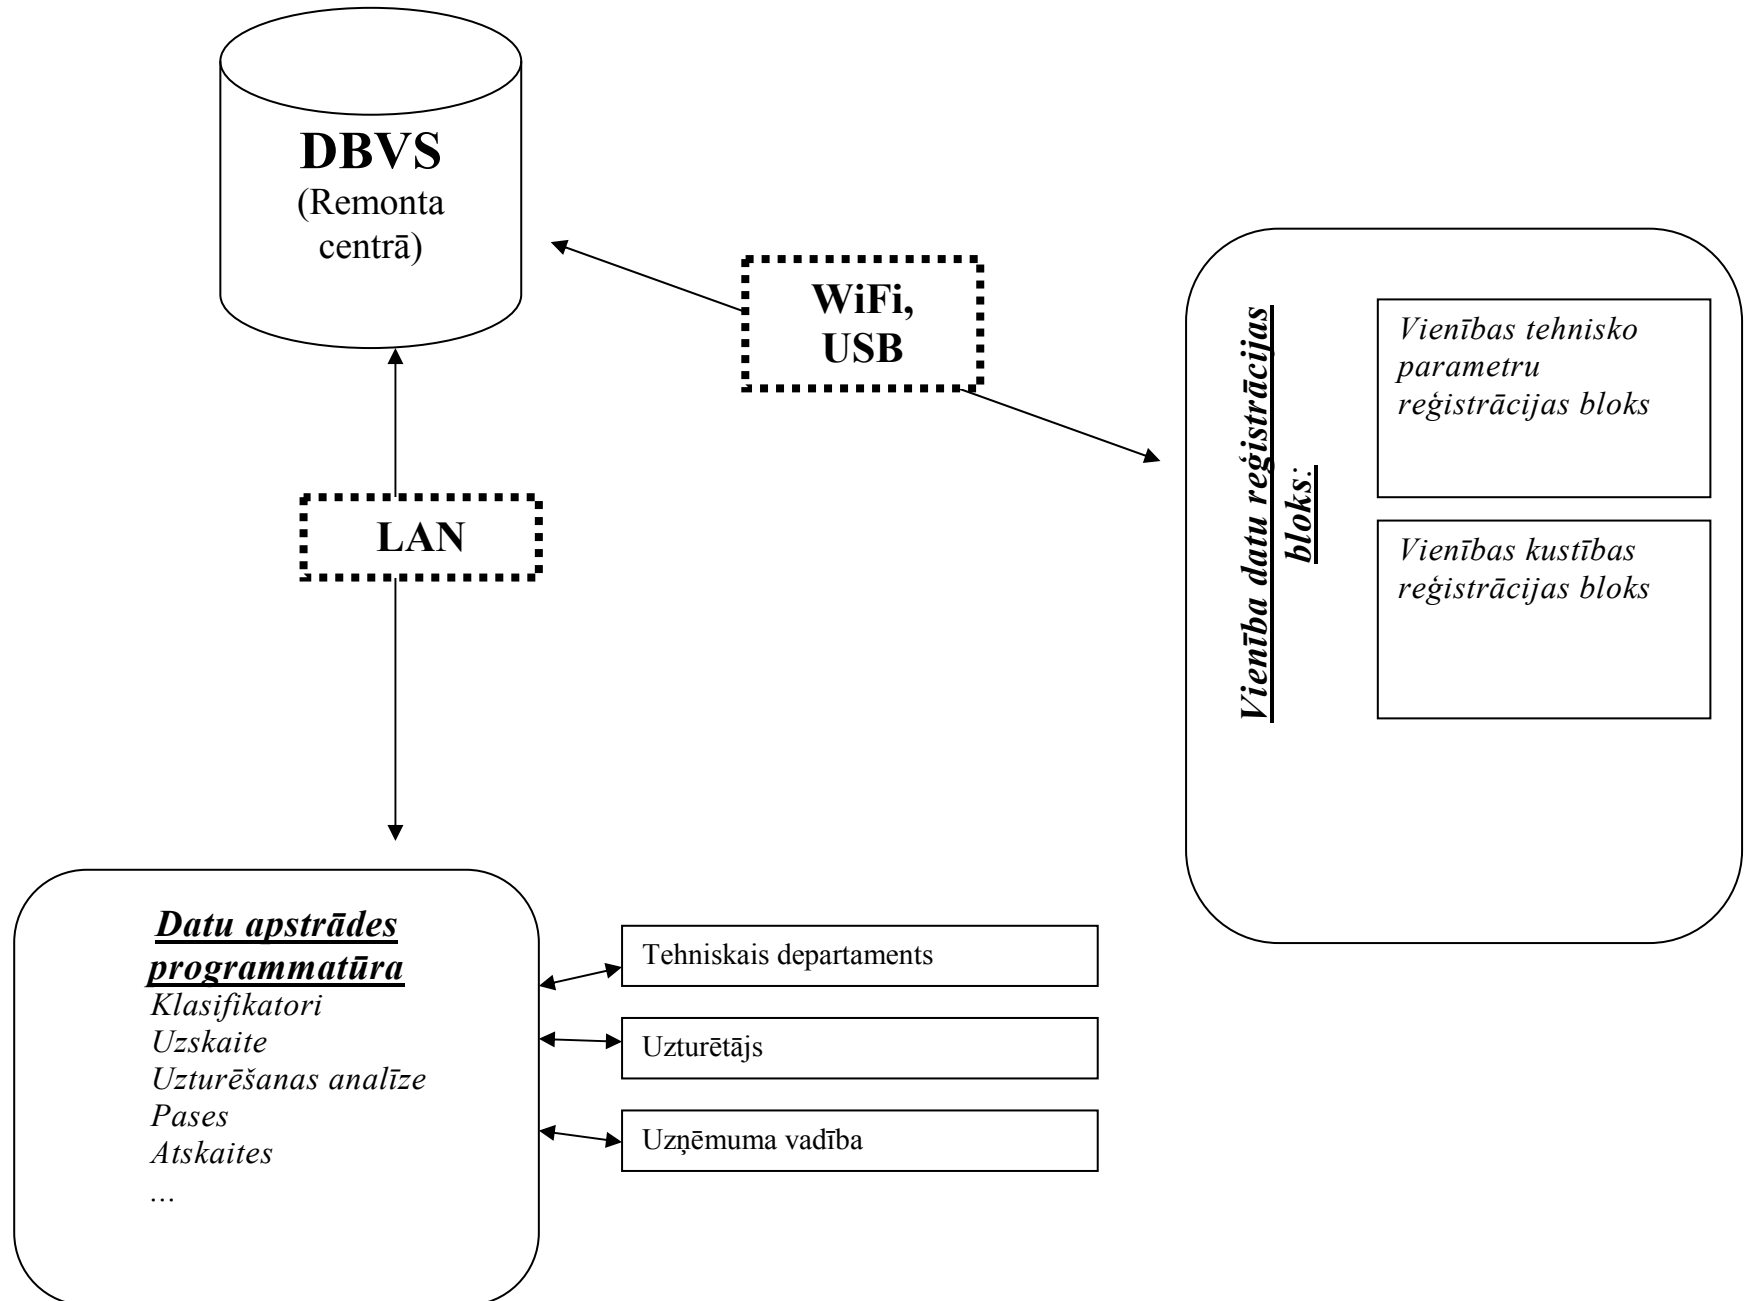 DBVS
(Remonta
centrā)
WiFi,
USB
LAN
Vienība datu reģistrācijas
bloks:
Vienības tehnisko
parametru
reģistrācijas bloks
Vienības kustības
reģistrācijas bloks
Datu apstrādes
programmatūra
Klasifikatori
Uzskaite
Uzturēšanas analīze
Pases
Atskaites
...
Tehniskais departaments
Uzturētājs
Uzņēmuma vadība